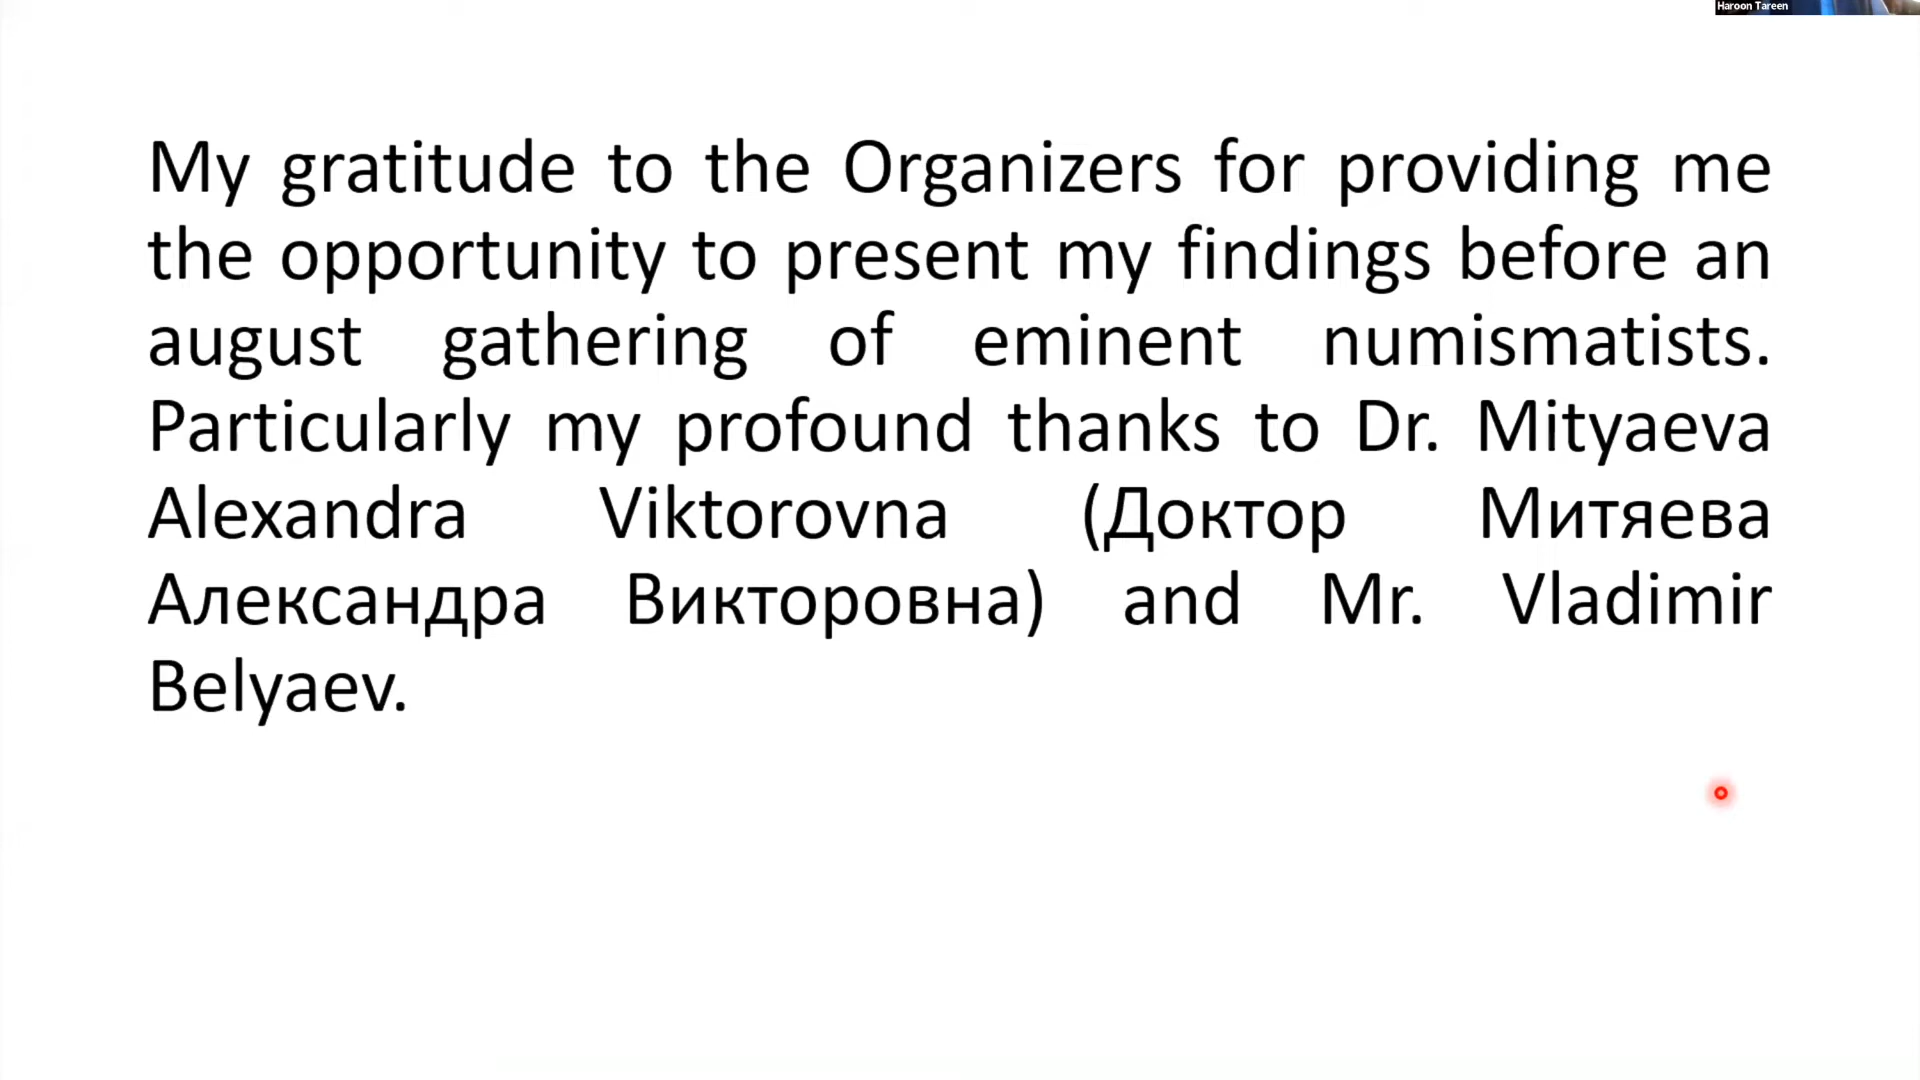 Haroon Tareen
My gratitude to the Organizers for providing me
the opportunity to present my findings before an
august gathering of eminent numismatists.
Particularly my profound thanks to Dr. Mityaeva
Alexandra Viktorovna (Доктор Митяева
Александра Викторовна) and Mr. Vladimir
Belyaev.